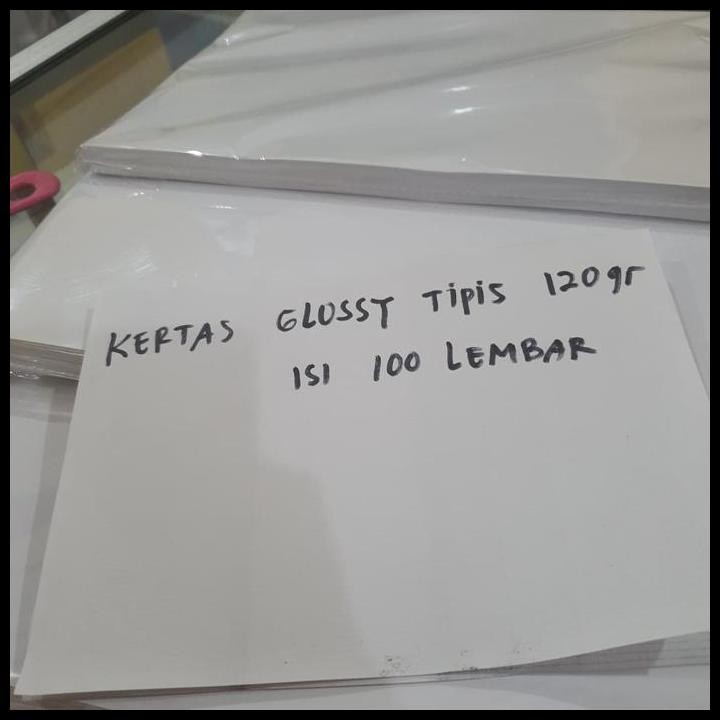 KERTAS GLOSSY Tipis 120gr
ISI 100 LEMBAR